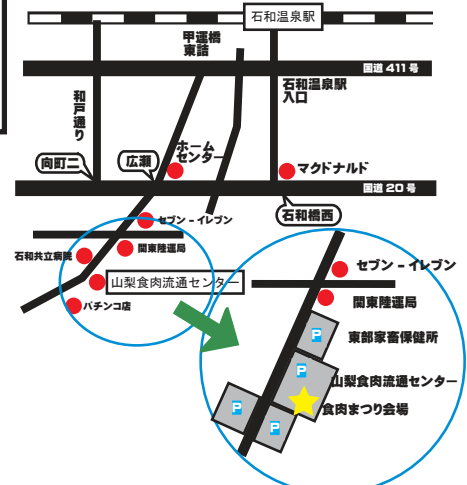 石和温泉駅
甲運橋
東詰
国道 411 号
石和温泉駅
入口
和戸通り
ホーム
センター
向町二
広瀬
マクドナルド
国道 20 号
石和橋西
セブン - イレブン
関東陸運局
石和共立病院
山梨食肉流通センター
パチンコ店
セブン - イレブン
関東陸運局
P
東部家畜保健所
P
山梨食肉流通センター
食肉まつり会場
P
P